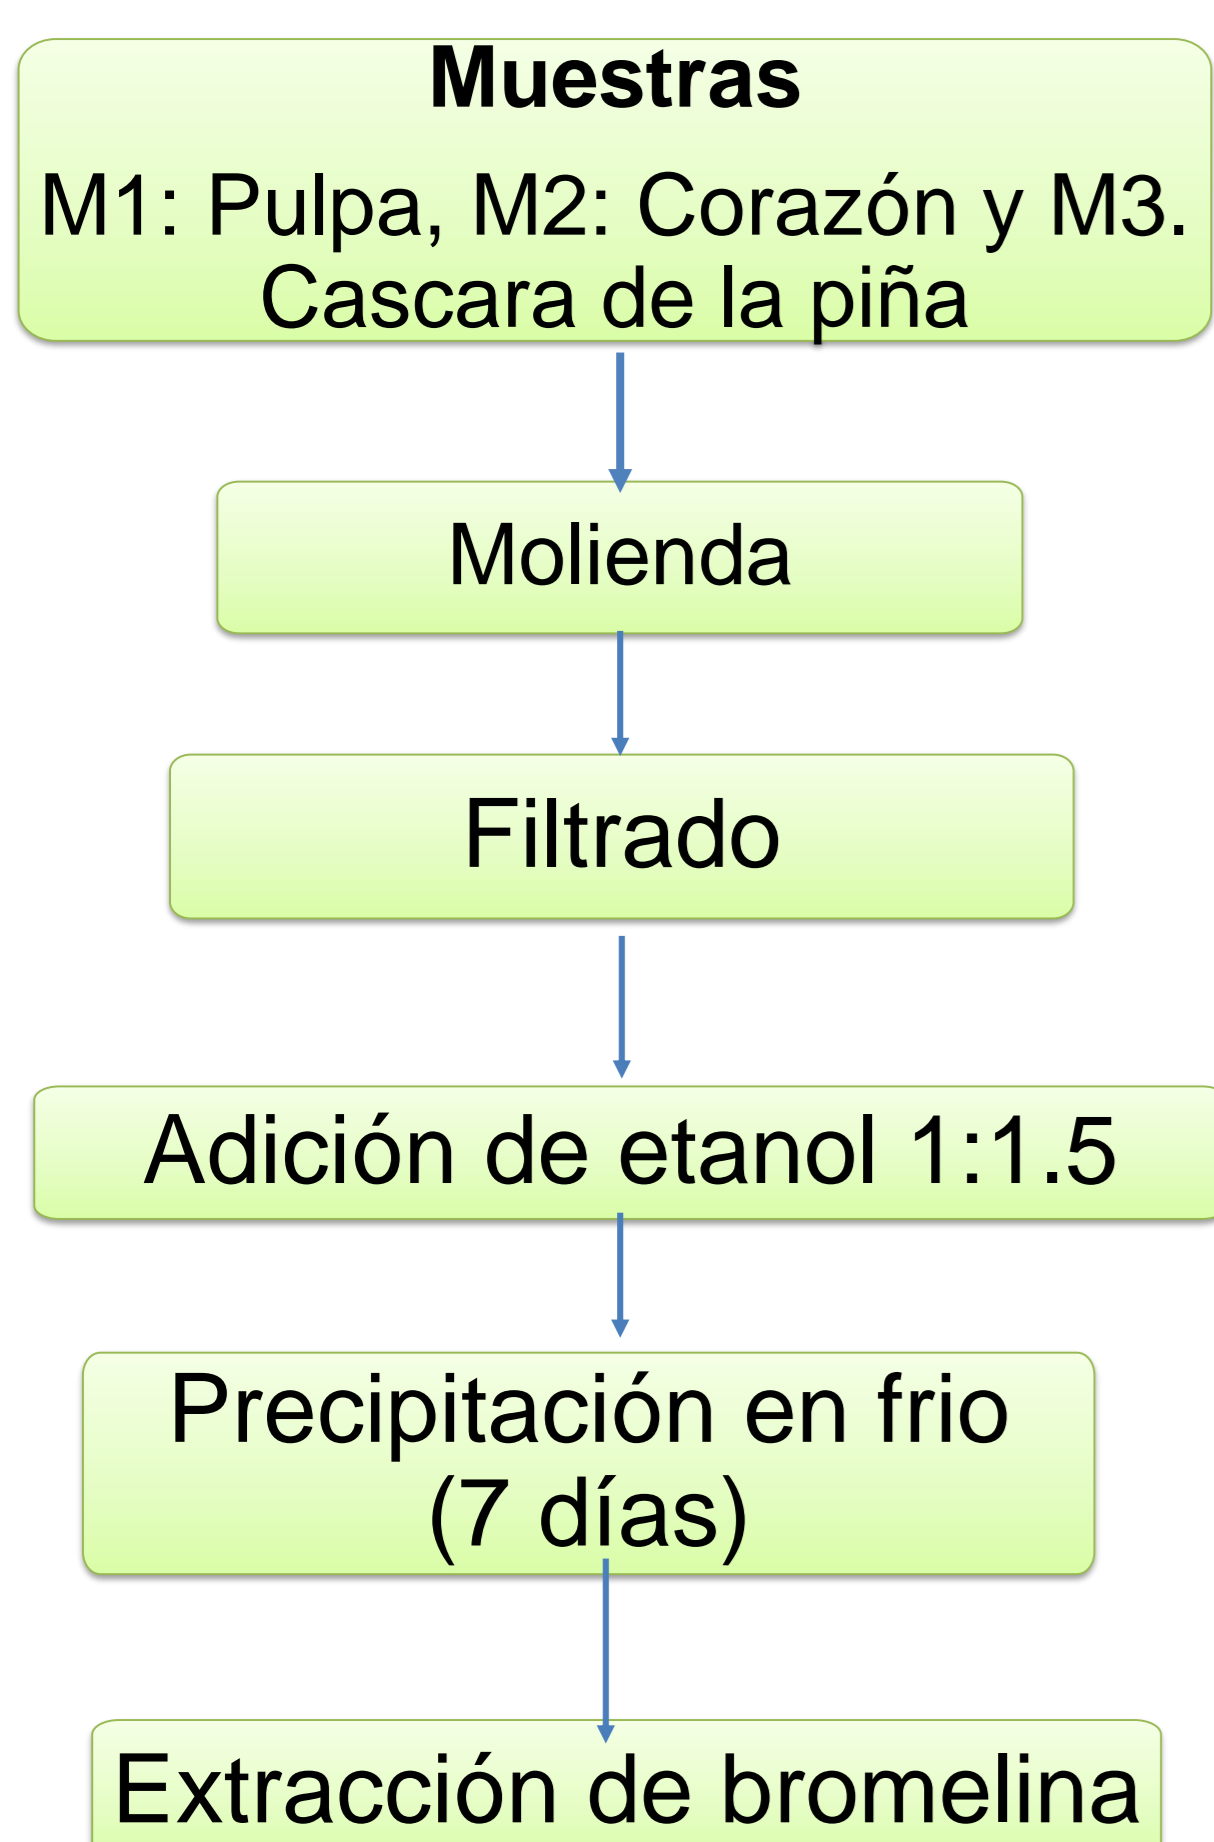 Muestras
M1: Pulpa, M2: Corazón y M3.
Cascara de la piña
Molienda
Filtrado
Adición de etanol 1:1.5
Precipitación en frio
(7 días)
Extracción de bromelina